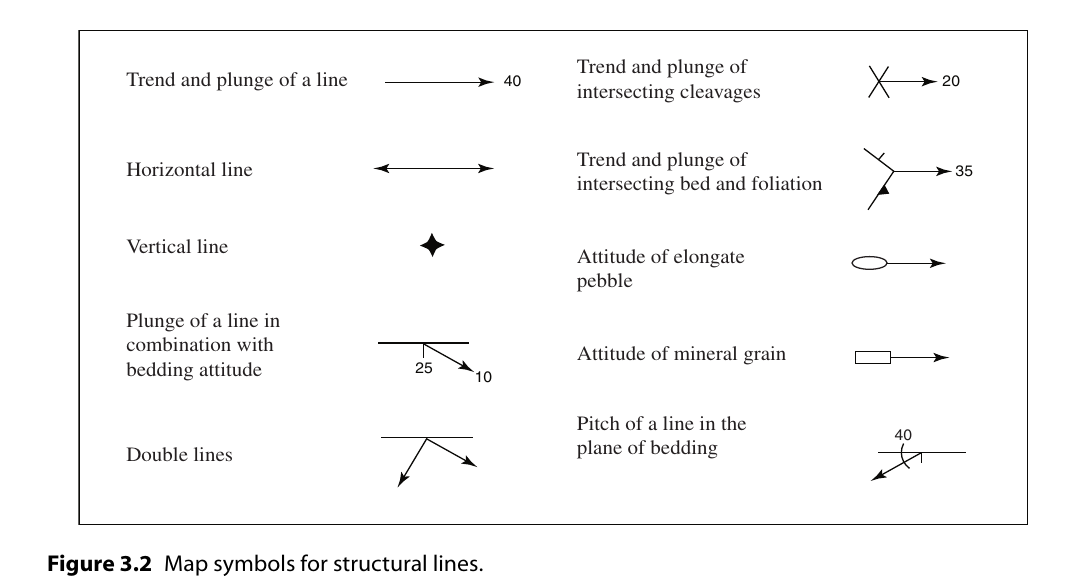 Trend and plunge of a line
40
Horizontal line
Vertical line
Plunge of a line in
combination with
bedding attitude
25
10
Double lines
Trend and plunge of
intersecting cleavages
20
Trend and plunge of
intersecting bed and foliation
35
Attitude of elongate
pebble
Attitude of mineral grain
Pitch of a line in the
plane of bedding
40
Figure 3.2 Map symbols for structural lines.